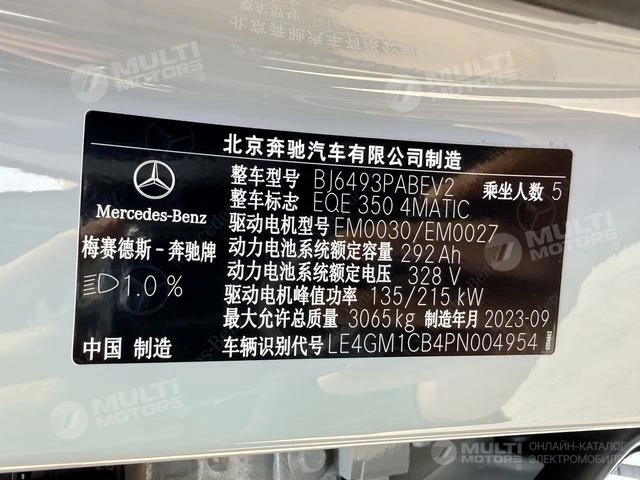 MULTI MOTORS®
MULTI MOTORS®
MULTI MOTORS®
北京奔驰汽车有限公司制造
整车型号 BJ6493PABEV2 乘坐人数 5
整车标志 EQE 350 4MATIC
Mercedes-Benz
驱动电机型号 EM0030/EM0027
梅赛德斯-奔驰牌
动力电池系统额定容量 292 Ah
动力电池系统额定电压 328 V
1.0 %
驱动电机峰值功率 135/215 kW
最大允许总质量 3065kg 制造年月 2023-09
中国 制造
车辆识别代号 LE4GM1CB4PN004954
MULTI MOTORS
MULTI MOTORS
ОНЛАЙН-КАТАЛОГ
ЭЛЕКТРОМОБИЛЕЙ